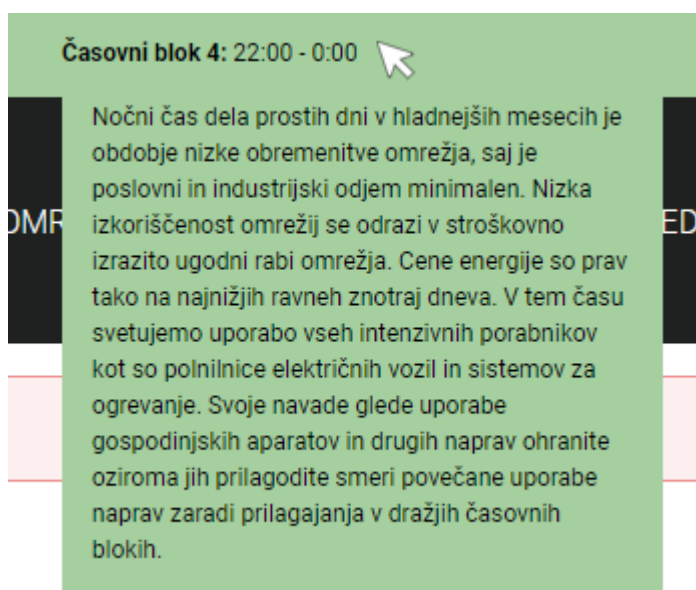 Časovni blok 4: 22:00 - 0:00
Nočni čas dela prostih dni v hladnejših mesecih je
obdobje nizke obremenitve omrežja, saj je
poslovni in industrijski odjem minimalen. Nizka
izkoriščenost omrežij se odrazi v stroškovno
izrazito ugodni rabi omrežja. Cene energije so prav
tako na najnižjih ravneh znotraj dneva. V tem času
svetujemo uporabo vseh intenzivnih porabnikov
kot so polnilnice električnih vozil in sistemov za
ogrevanje. Svoje navade glede uporabe
gospodinjskih aparatov in drugih naprav ohranite
oziroma jih prilagodite smeri povečane uporabe
naprav zaradi prilagajanja v dražjih časovnih
blokih.